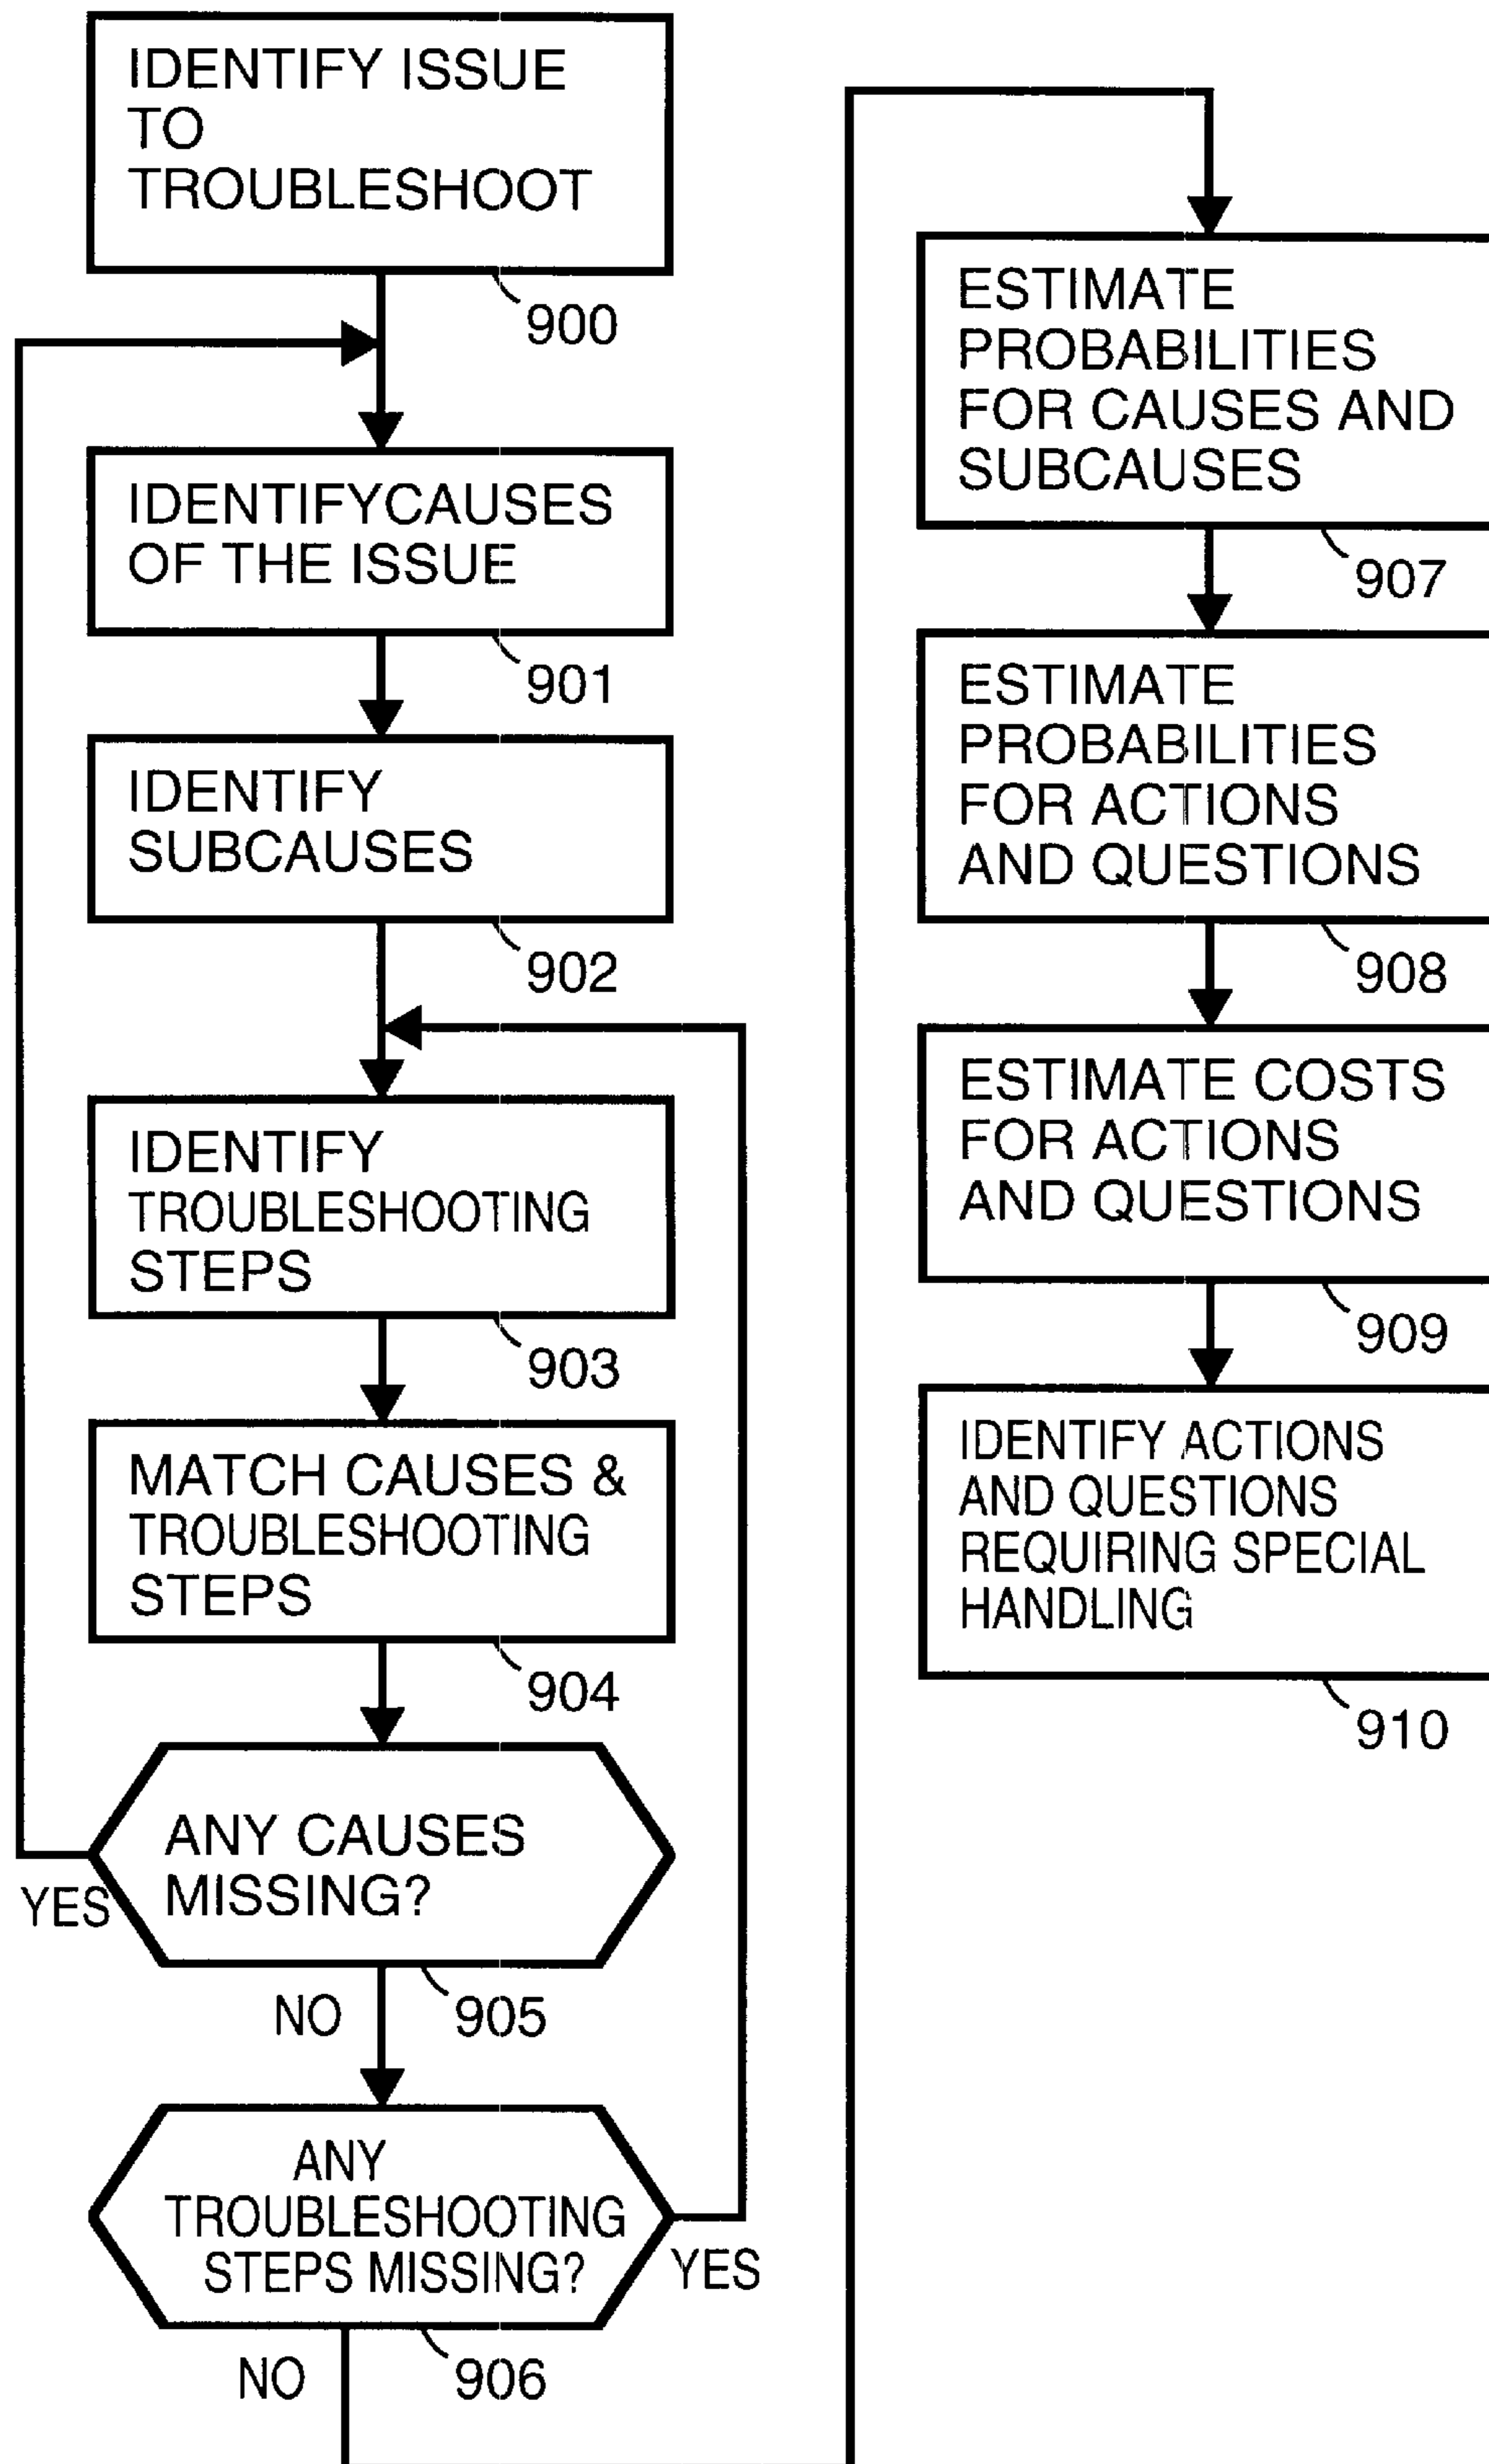 IDENTIFY ISSUE
TO
TROUBLESHOOT
900
IDENTIFYCAUSES
OF THE ISSUE
901
IDENTIFY
SUBCAUSES
902
IDENTIFY
TROUBLESHOOTING
STEPS
903
MATCH CAUSES &
TROUBLESHOOTING
STEPS
904
ANY CAUSES
MISSING?
YES
NO
905
ANY
TROUBLESHOOTING
STEPS MISSING?
YES
NO
906
ESTIMATE
PROBABILITIES
FOR CAUSES AND
SUBCAUSES
907
ESTIMATE
PROBABILITIES
FOR ACTIONS
AND QUESTIONS
908
ESTIMATE COSTS
FOR ACTIONS
AND QUESTIONS
909
IDENTIFY ACTIONS
AND QUESTIONS
REQUIRING SPECIAL
HANDLING
910